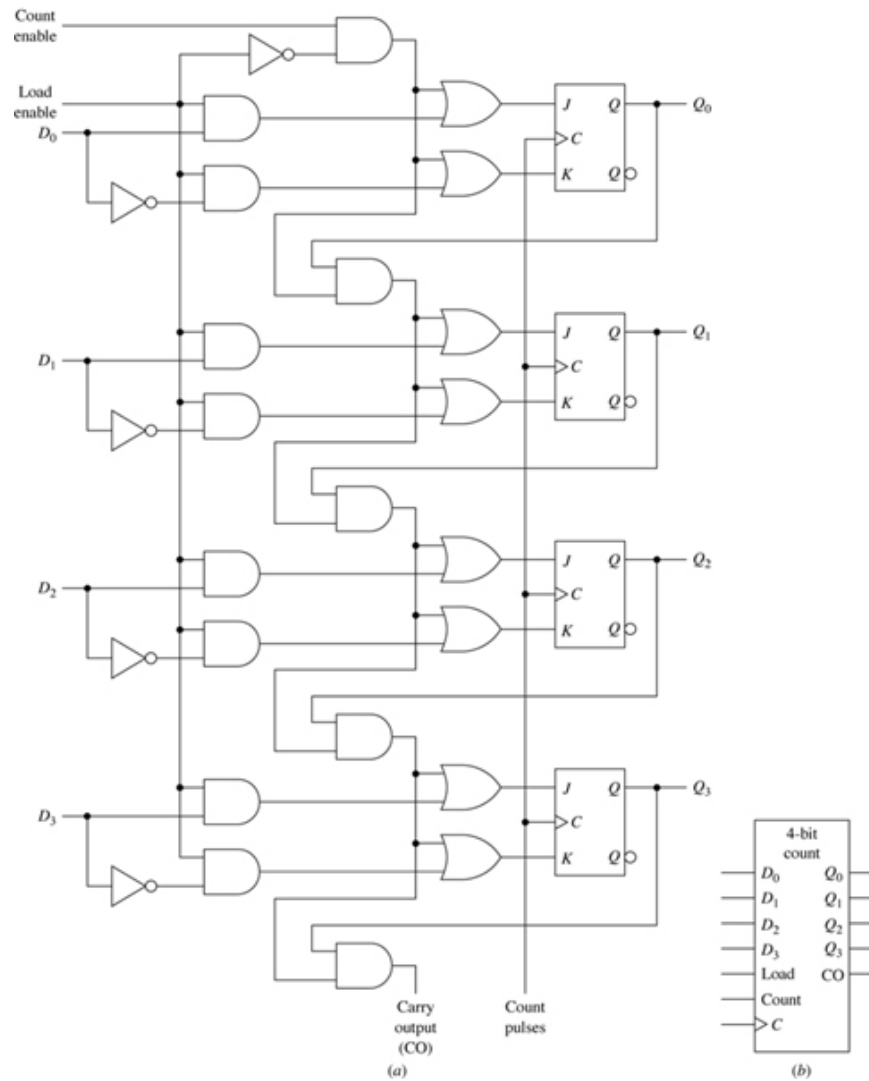 Count
enable
Load
enable
D0
J Q Q0
C
K Q
D1
J Q Q1
C
K Q
D2
J Q Q2
C
K Q
D3
J Q Q3
C
K Q
4-bit
count
D0 Q0
D1 Q1
D2 Q2
D3 Q3
Load CO
Count
C
Carry
output
(CO)
Count
pulses
(a)
(b)